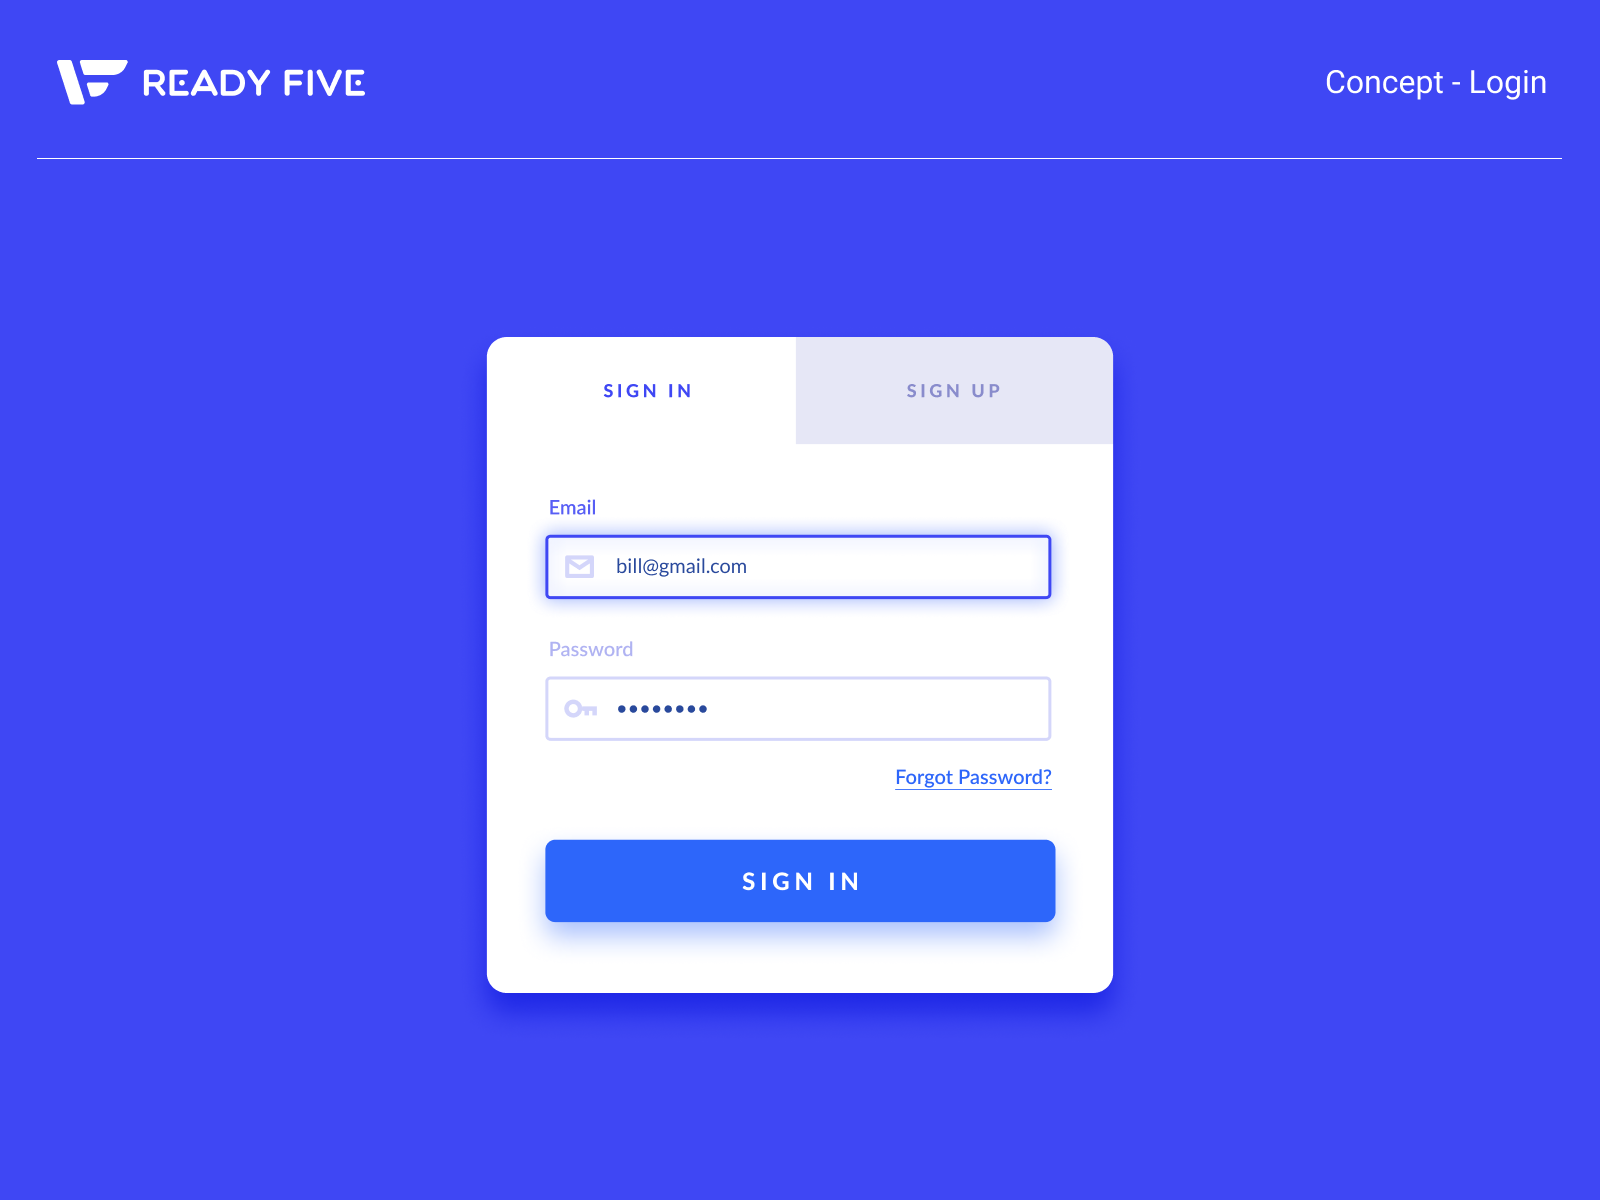 READY FIVE
Concept - Login
SIGN IN
SIGN UP
Email
bill@gmail.com
Password
••••••••
Forgot Password?
SIGN IN